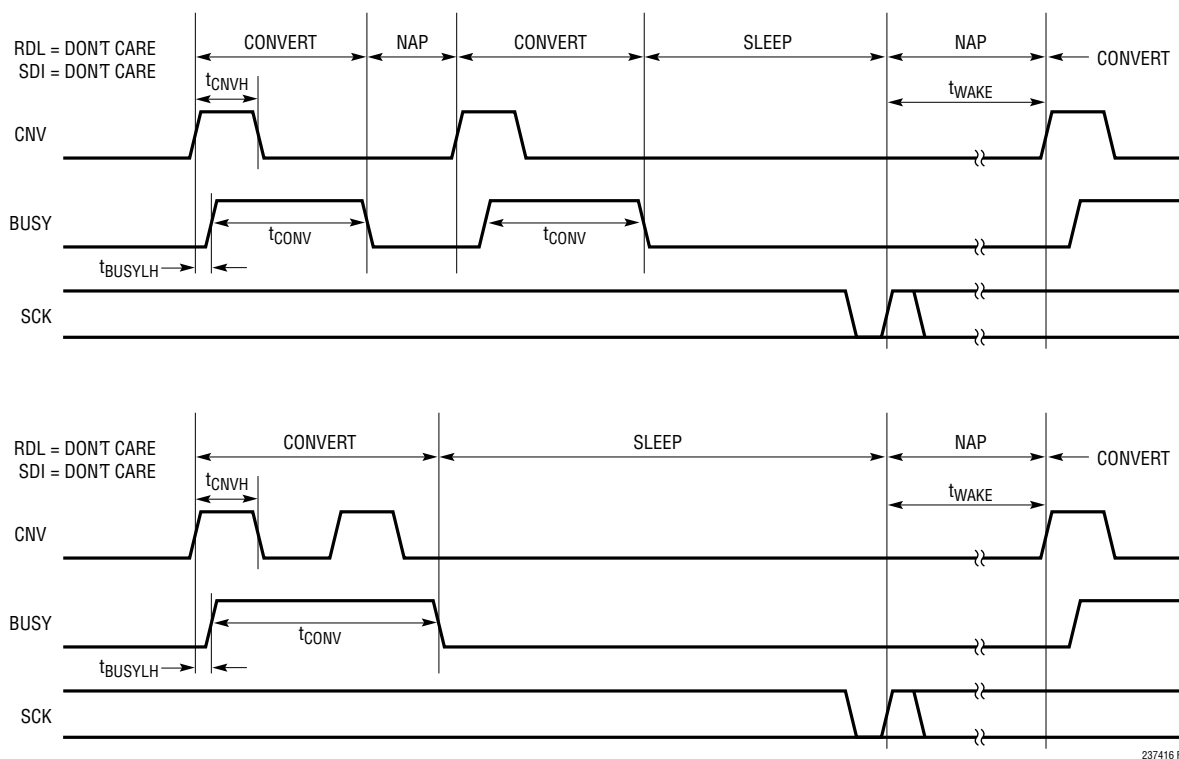 RDL = DON'T CARE
SDI = DON'T CARE
CONVERT
NAP
CONVERT
SLEEP
NAP
CONVERT
tCNVH
tWAKE
CNV
BUSY
tCONV
tCONV
tBUSYLH
SCK
RDL = DON'T CARE
SDI = DON'T CARE
CONVERT
SLEEP
NAP
CONVERT
tCNVH
tWAKE
CNV
BUSY
tCONV
tBUSYLH
SCK
237416 F